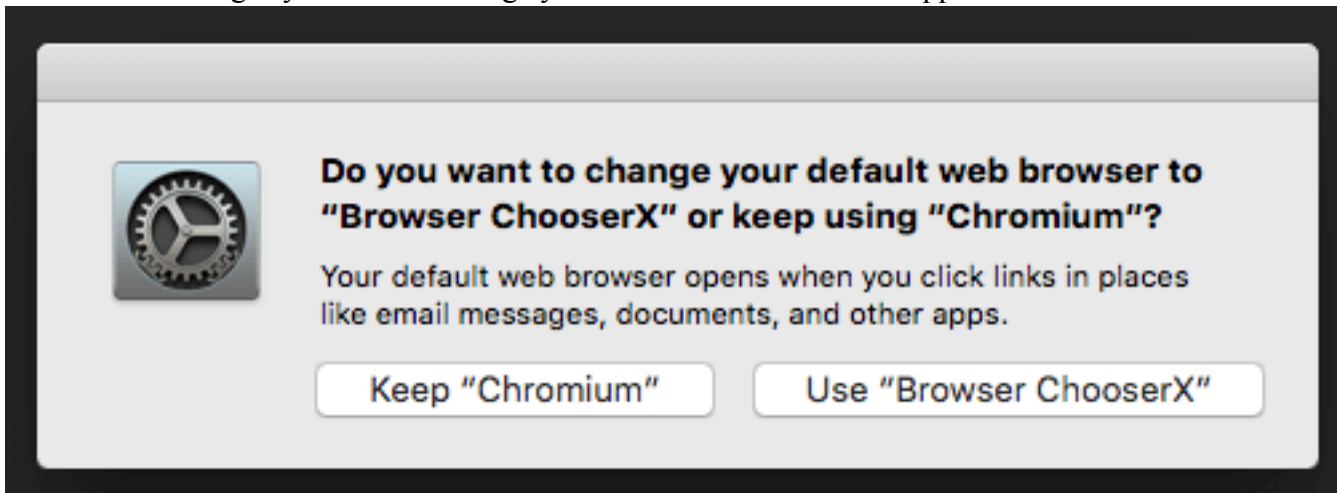 Do you want to change your default web browser to
“Browser ChooserX” or keep using “Chromium”?
Your default web browser opens when you click links in places
like email messages, documents, and other apps.
Keep “Chromium”
Use “Browser ChooserX”